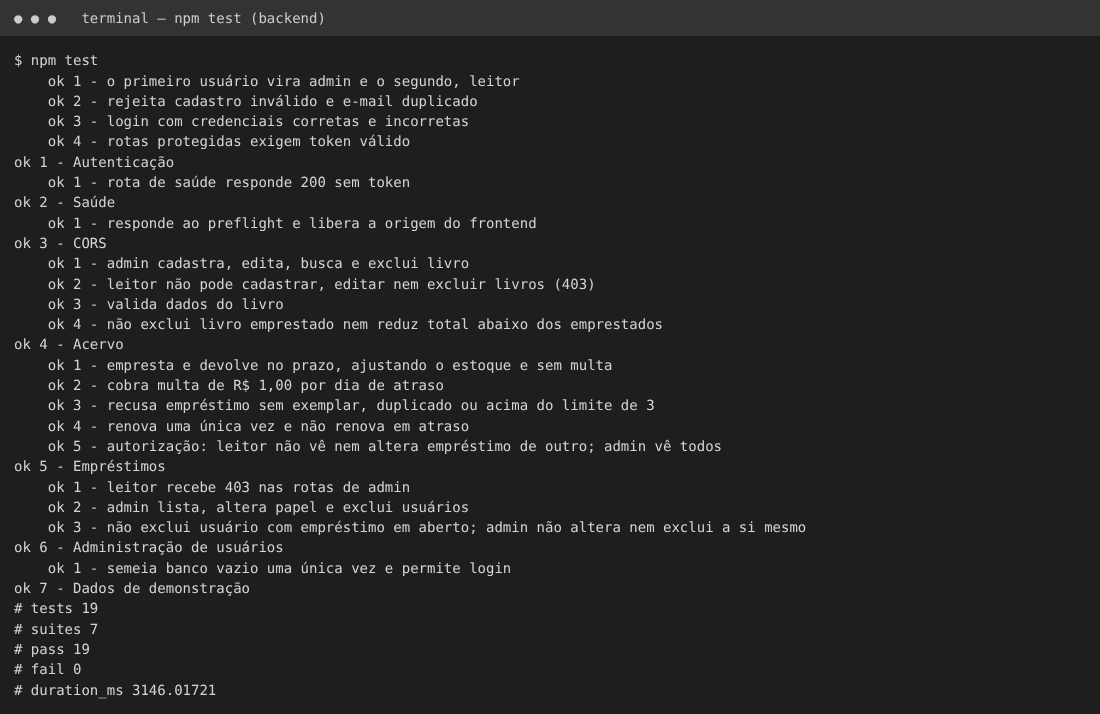 terminal — npm test (backend)
$ npm test
    ok 1 - o primeiro usuário vira admin e o segundo, leitor
    ok 2 - rejeita cadastro inválido e e-mail duplicado
    ok 3 - login com credenciais corretas e incorretas
    ok 4 - rotas protegidas exigem token válido
ok 1 - Autenticação
    ok 1 - rota de saúde responde 200 sem token
ok 2 - Saúde
    ok 1 - responde ao preflight e libera a origem do frontend
ok 3 - CORS
    ok 1 - admin cadastra, edita, busca e exclui livro
    ok 2 - leitor não pode cadastrar, editar nem excluir livros (403)
    ok 3 - valida dados do livro
    ok 4 - não exclui livro emprestado nem reduz total abaixo dos emprestados
ok 4 - Acervo
    ok 1 - empresta e devolve no prazo, ajustando o estoque e sem multa
    ok 2 - cobra multa de R$ 1,00 por dia de atraso
    ok 3 - recusa empréstimo sem exemplar, duplicado ou acima do limite de 3
    ok 4 - renova uma única vez e não renova em atraso
    ok 5 - autorização: leitor não vê nem altera empréstimo de outro; admin vê todos
ok 5 - Empréstimos
    ok 1 - leitor recebe 403 nas rotas de admin
    ok 2 - admin lista, altera papel e exclui usuários
    ok 3 - não exclui usuário com empréstimo em aberto; admin não altera nem exclui a si mesmo
ok 6 - Administração de usuários
    ok 1 - semeia banco vazio uma única vez e permite login
ok 7 - Dados de demonstração
# tests 19
# suites 7
# pass 19
# fail 0
# duration_ms 3146.01721